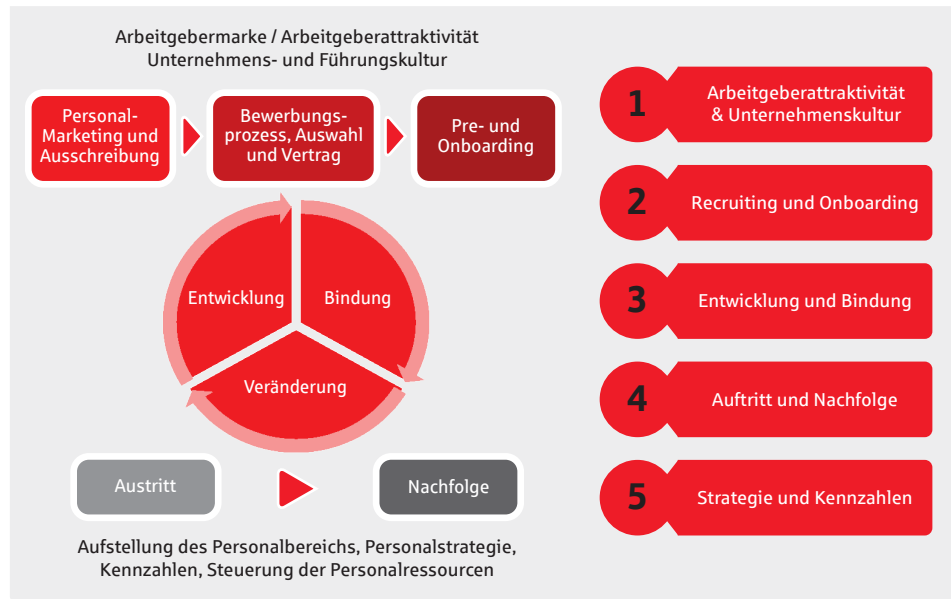 Arbeitgebermarke / Arbeitgeberattraktivität
Unternehmens- und Führungskultur
Personal-
Marketing und
Ausschreibung
Bewerbungs-
prozess, Auswahl
und Vertrag
Pre- und
Onboarding
Entwicklung
Bindung
Veränderung
Austritt
Nachfolge
Aufstellung des Personalbereichs, Personalstrategie,
Kennzahlen, Steuerung der Personalressourcen
1
Arbeitgeberattraktivität
& Unternehmenskultur
2
Recruiting und Onboarding
3
Entwicklung und Bindung
4
Auftritt und Nachfolge
5
Strategie und Kennzahlen